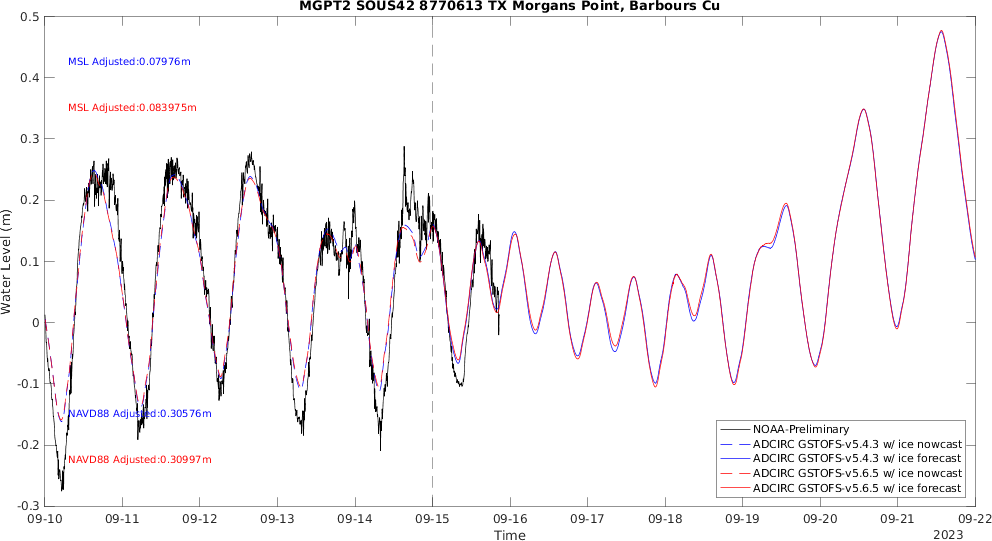 MGPT2 SOUS42 8770613 TX Morgans Point, Barbours Cu
0.5
0.4
0.3
0.2
0.1
0
-0.1
-0.2
-0.3
Water Level (m)
MSL Adjusted:0.07976m
MSL Adjusted:0.083975m
NAVD88 Adjusted:0.30576m
NAVD88 Adjusted:0.30997m
NOAA-Preliminary
ADCIRC GSTOFS-v5.4.3 w/ ice nowcast
ADCIRC GSTOFS-v5.4.3 w/ ice forecast
ADCIRC GSTOFS-v5.6.5 w/ ice nowcast
ADCIRC GSTOFS-v5.6.5 w/ ice forecast
09-10 09-11 09-12 09-13 09-14 09-15 09-16 09-17 09-18 09-19 09-20 09-21 09-22
Time
2023